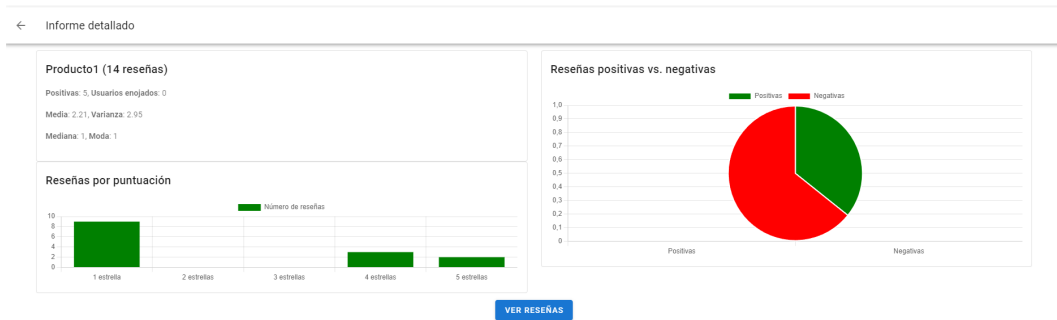 Informe detallado
Producto1 (14 reseñas)
Positivas: 5, Usuarios enojados: 0
Media: 2.21, Varianza: 2.95
Mediana: 1, Moda: 1
Reseñas por puntuación
Número de reseñas
10
8
6
4
2
0
1 estrella 2 estrellas 3 estrellas 4 estrellas 5 estrellas
Reseñas positivas vs. negativas
Positivas Negativas
1,0
0,9
0,8
0,7
0,6
0,5
0,4
0,3
0,2
0,1
0
Positivas Negativas
VER RESEÑAS